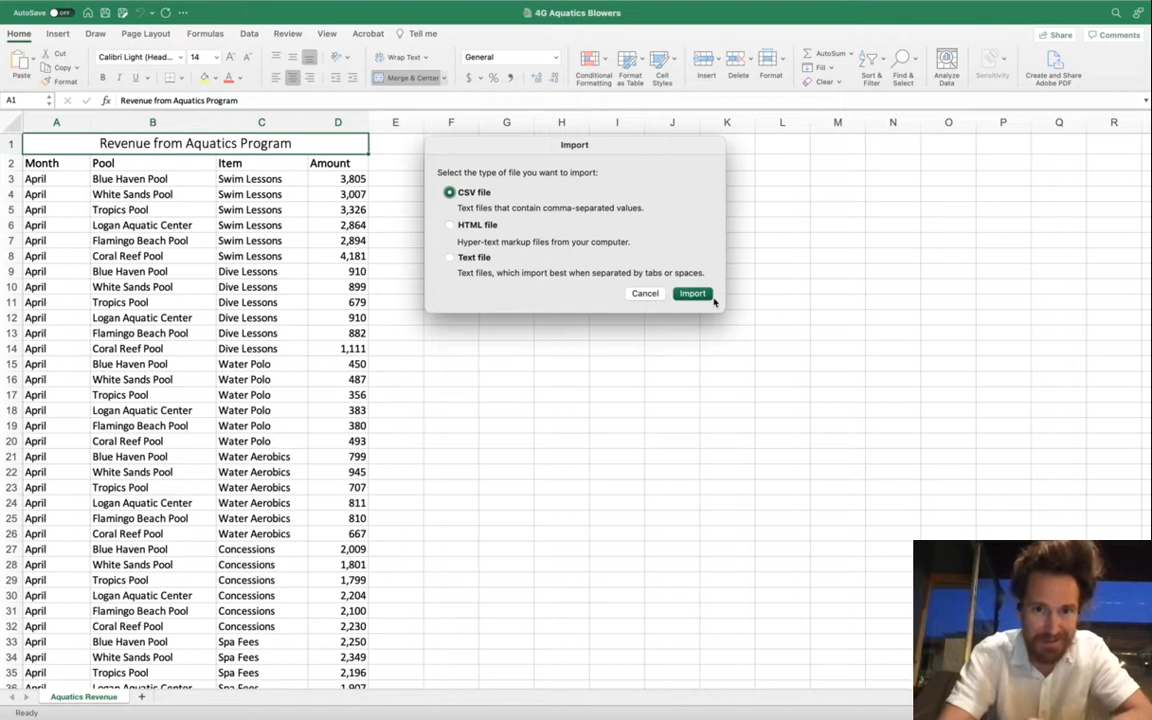 AutoSave OFF
4G Aquatics Blowers
Home Insert Draw Page Layout Formulas Data Review View Acrobat Tell me
Share Comments
Paste
Cut
Copy
Format
Calibri Light (Head... 14
B I U
Wrap Text
Merge & Center
General
Conditional Formatting
Format as Table
Cell Styles
Insert
Delete
Format
AutoSum
Fill
Clear
Sort & Filter
Find & Select
Analyze Data
Sensitivity
Create and Share Adobe PDF
A1 fx Revenue from Aquatics Program
A B C D E F G H I J K L M N O P Q R
1 Revenue from Aquatics Program
2 Month Pool Item Amount
3 April Blue Haven Pool Swim Lessons 3,805
4 April White Sands Pool Swim Lessons 3,007
5 April Tropics Pool Swim Lessons 3,326
6 April Logan Aquatic Center Swim Lessons 2,864
7 April Flamingo Beach Pool Swim Lessons 2,894
8 April Coral Reef Pool Swim Lessons 4,181
9 April Blue Haven Pool Dive Lessons 910
10 April White Sands Pool Dive Lessons 899
11 April Tropics Pool Dive Lessons 679
12 April Logan Aquatic Center Dive Lessons 910
13 April Flamingo Beach Pool Dive Lessons 882
14 April Coral Reef Pool Dive Lessons 1,111
15 April Blue Haven Pool Water Polo 450
16 April White Sands Pool Water Polo 487
17 April Tropics Pool Water Polo 356
18 April Logan Aquatic Center Water Polo 383
19 April Flamingo Beach Pool Water Polo 380
20 April Coral Reef Pool Water Polo 493
21 April Blue Haven Pool Water Aerobics 799
22 April White Sands Pool Water Aerobics 945
23 April Tropics Pool Water Aerobics 707
24 April Logan Aquatic Center Water Aerobics 811
25 April Flamingo Beach Pool Water Aerobics 810
26 April Coral Reef Pool Water Aerobics 667
27 April Blue Haven Pool Concessions 2,009
28 April White Sands Pool Concessions 1,801
29 April Tropics Pool Concessions 1,799
30 April Logan Aquatic Center Concessions 2,204
31 April Flamingo Beach Pool Concessions 2,100
32 April Coral Reef Pool Concessions 2,230
33 April Blue Haven Pool Spa Fees 2,250
34 April White Sands Pool Spa Fees 2,349
35 April Tropics Pool Spa Fees 2,196
36 April Logan Aquatic Center Spa Fees 1,907
Import
Select the type of file you want to import:
CSV file
Text files that contain comma-separated values.
HTML file
Hyper-text markup files from your computer.
Text file
Text files, which import best when separated by tabs or spaces.
Cancel Import
Aquatics Revenue
Ready